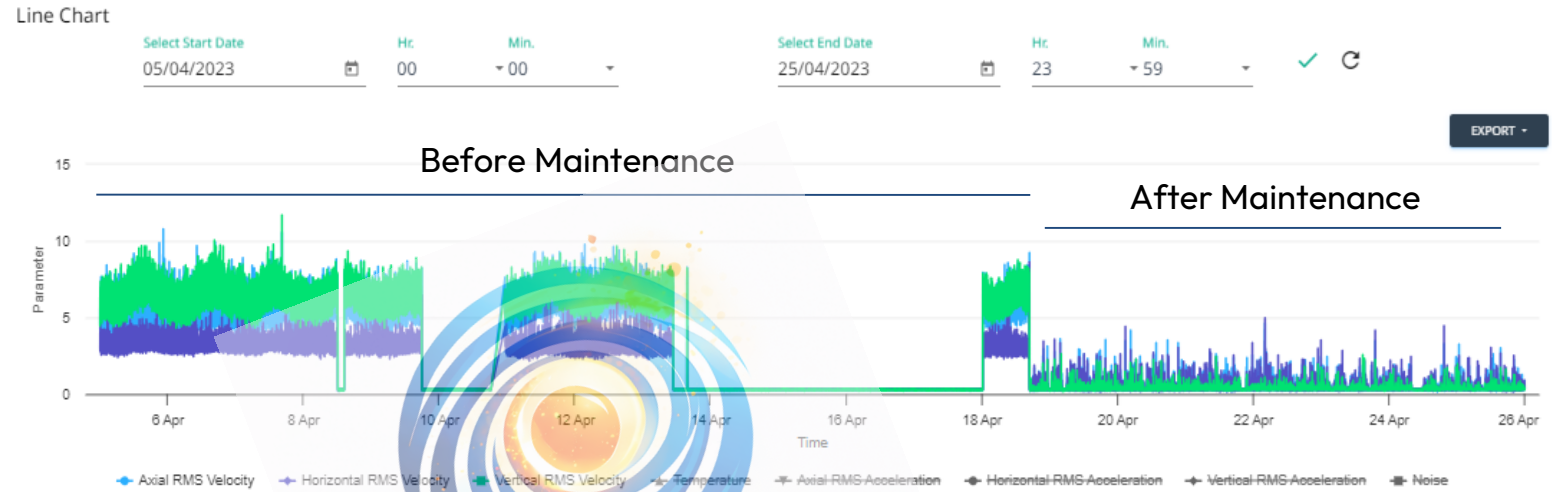 Line Chart
Select Start Date Hr. Min. Select End Date Hr. Min.
05/04/2023 00 00 25/04/2023 23 59
EXPORT
Before Maintenance
After Maintenance
15
10
5
0
Parameter
6 Apr 8 Apr 10 Apr 12 Apr 14 Apr 16 Apr 18 Apr 20 Apr 22 Apr 24 Apr 26 Apr
Time
Axial RMS Velocity Horizontal RMS Velocity Vertical RMS Velocity Temperature Axial RMS Acceleration Horizontal RMS Acceleration Vertical RMS Acceleration Noise